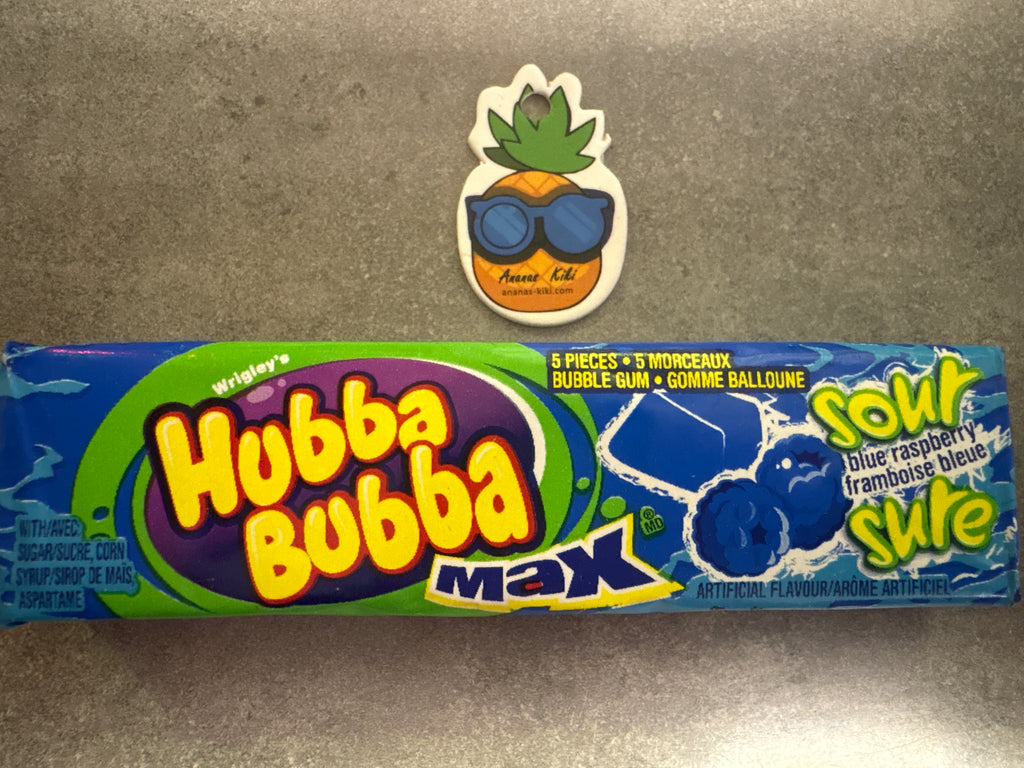 Ananas Kiki
ananas-kiki.com
Wrigley's
Hubba
Bubba
MAX
5 PIECES • 5 MORCEAUX
BUBBLE GUM • GOMME BALLOUNE
sour
blue raspberry
framboise bleue
sure
®
MD
WITH/AVEC:
SUGAR/SUCRE, CORN
SYRUP/SIROP DE MAÏS,
ASPARTAME
ARTIFICIAL FLAVOUR/ARÔME ARTIFICIEL